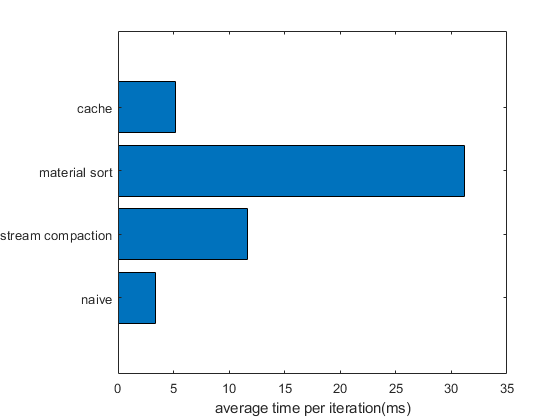 cache
material sort
stream compaction
naive
0 5 10 15 20 25 30 35
average time per iteration(ms)